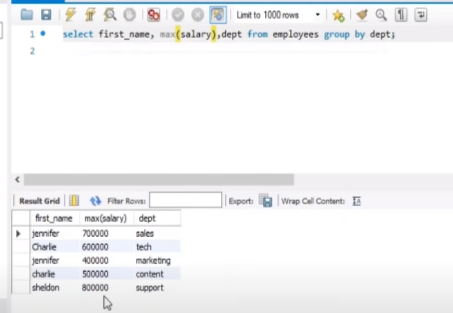 Limit to 1000 rows
1 select first_name, max(salary),dept from employees group by dept;
2
Result Grid Filter Rows: Export: Wrap Cell Content:
first_name max(salary) dept
jennifer 700000 sales
Charlie 600000 tech
jennifer 400000 marketing
charlie 500000 content
sheldon 800000 support